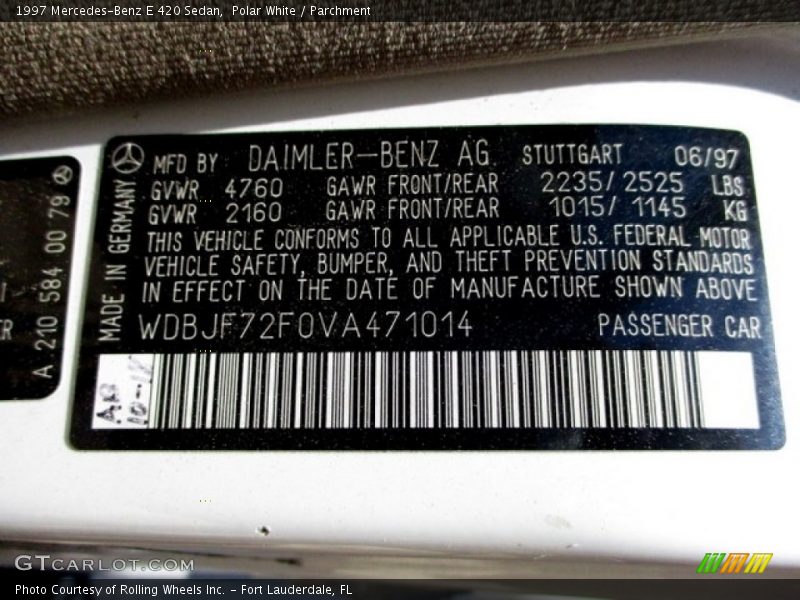 1997 Mercedes-Benz E 420 Sedan, Polar White / Parchment
MFD BY DAIMLER-BENZ AG. STUTTGART 06/97
GVWR 4760 GAWR FRONT/REAR 2235/ 2525 LBS
GVWR 2160 GAWR FRONT/REAR 1015/ 1145 KG
THIS VEHICLE CONFORMS TO ALL APPLICABLE U.S. FEDERAL MOTOR
VEHICLE SAFETY, BUMPER, AND THEFT PREVENTION STANDARDS
IN EFFECT ON THE DATE OF MANUFACTURE SHOWN ABOVE
WDBJF72F0VA471014 PASSENGER CAR
MADE IN GERMANY
A 210 584 00 79
GTCARLOT.COM
Photo Courtesy of Rolling Wheels Inc. - Fort Lauderdale, FL